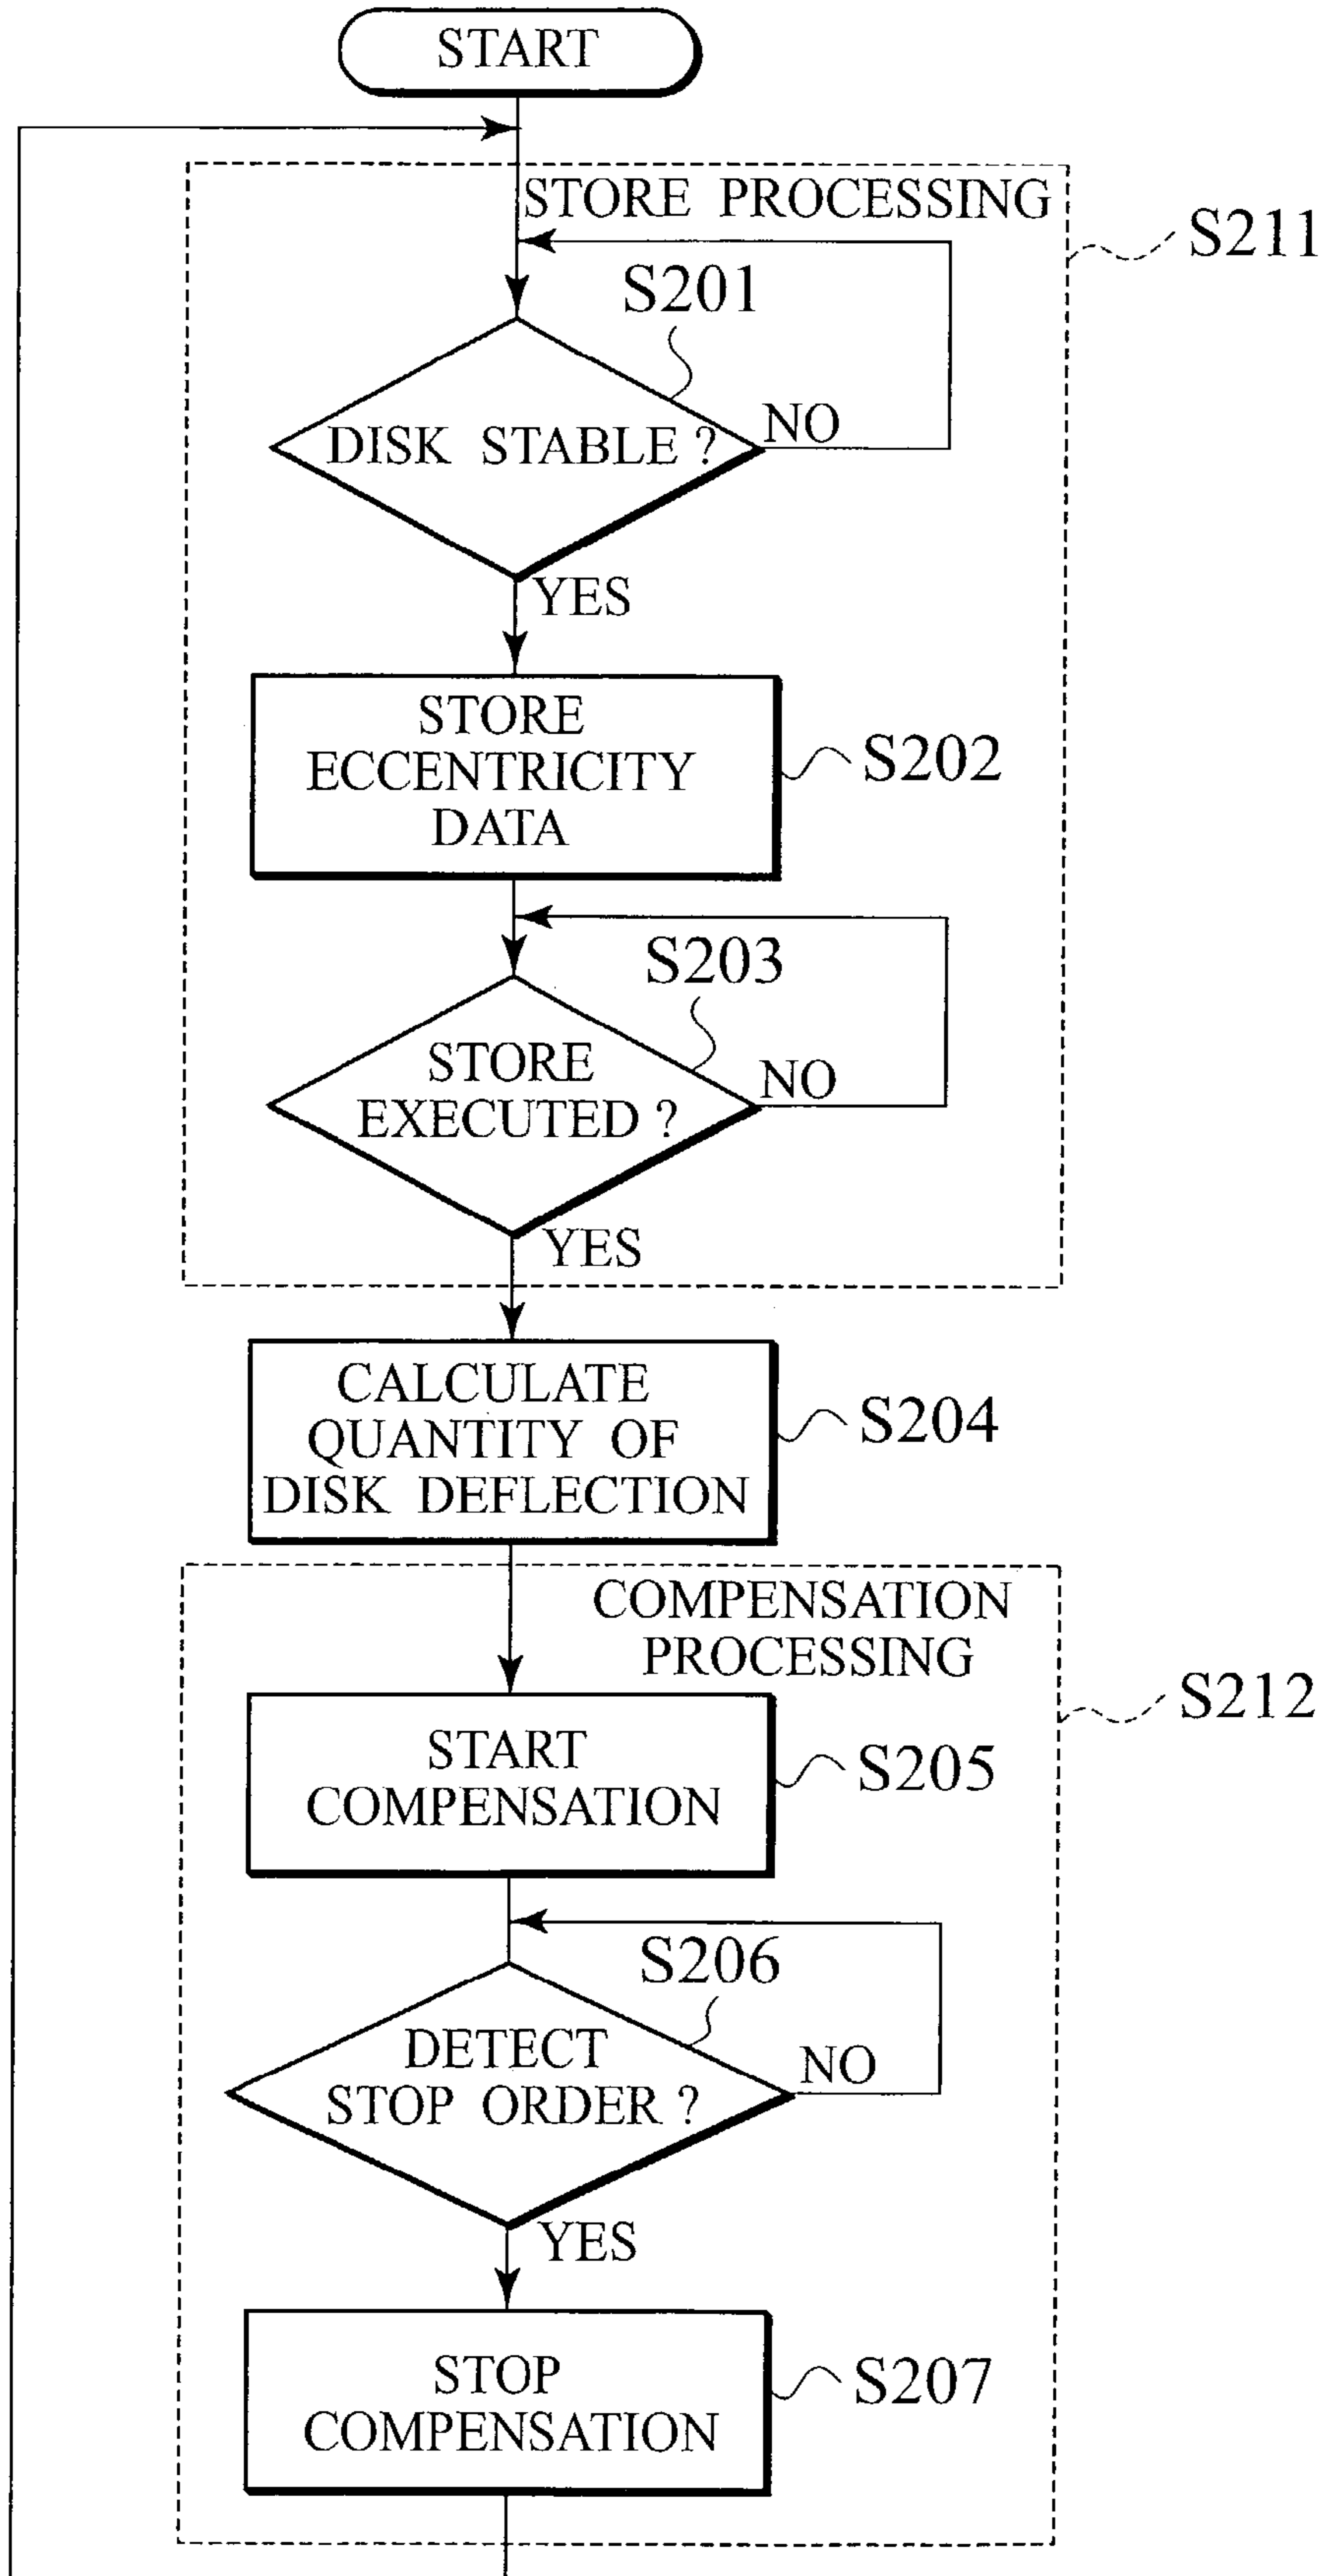 START
STORE PROCESSING
S211
S201
DISK STABLE ?
NO
YES
STORE
ECCENTRICITY
DATA
S202
S203
STORE
EXECUTED ?
NO
YES
CALCULATE
QUANTITY OF
DISK DEFLECTION
S204
COMPENSATION
PROCESSING
S212
START
COMPENSATION
S205
S206
DETECT
STOP ORDER ?
NO
YES
STOP
COMPENSATION
S207